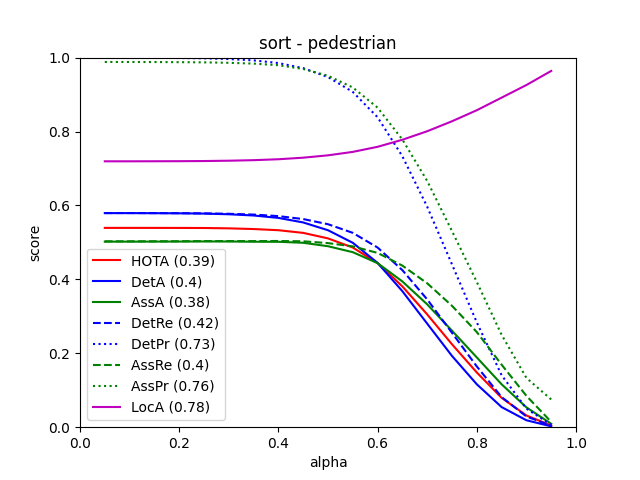 sort - pedestrian
1.0
0.8
0.6
0.4
0.2
0.0
score
HOTA (0.39)
DetA (0.4)
AssA (0.38)
DetRe (0.42)
DetPr (0.73)
AssRe (0.4)
AssPr (0.76)
LocA (0.78)
0.0 0.2 0.4 0.6 0.8 1.0
alpha